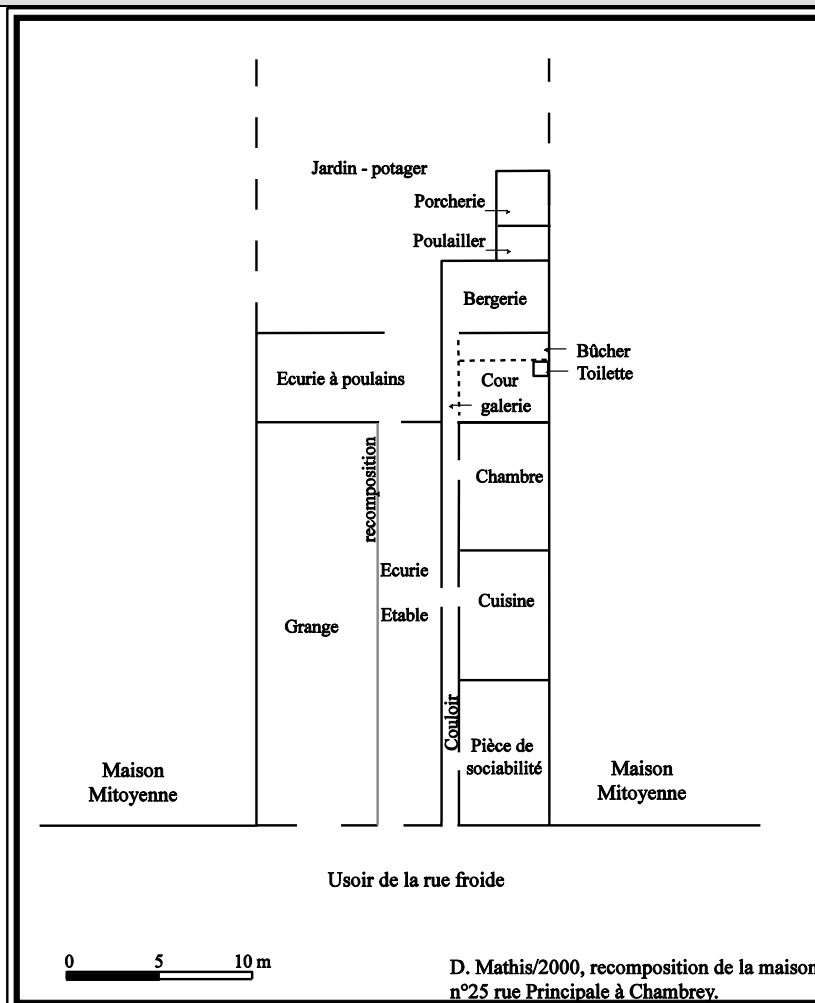 Jardin - potager
Porcherie
Poulailler
Bergerie
Bûcher
Toilette
Ecurie à poulains
Cour
galerie
recomposition
Chambre
Ecurie
Etable
Cuisine
Grange
Couloir
Pièce de
sociabilité
Maison
Mitoyenne
Maison
Mitoyenne
Usoir de la rue froide
0 5 10 m
D. Mathis/2000, recomposition de la maison
n°25 rue Principale à Chambrey.